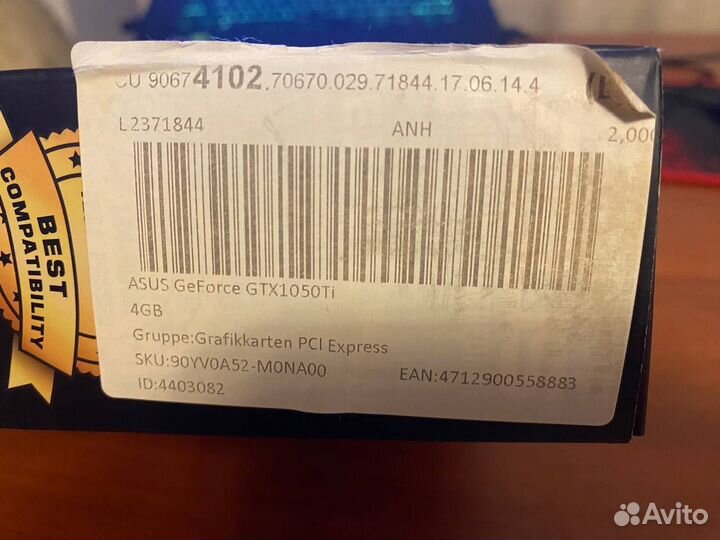 CU 90674102.70670.029.71844.17.06.14.4
L2371844 ANH 2,000
ASUS GeForce GTX1050Ti
4GB
Gruppe:Grafikkarten PCI Express
SKU:90YV0A52-M0NA00
EAN:4712900558883
ID:4403082
BEST
COMPATIBILITY
Avito